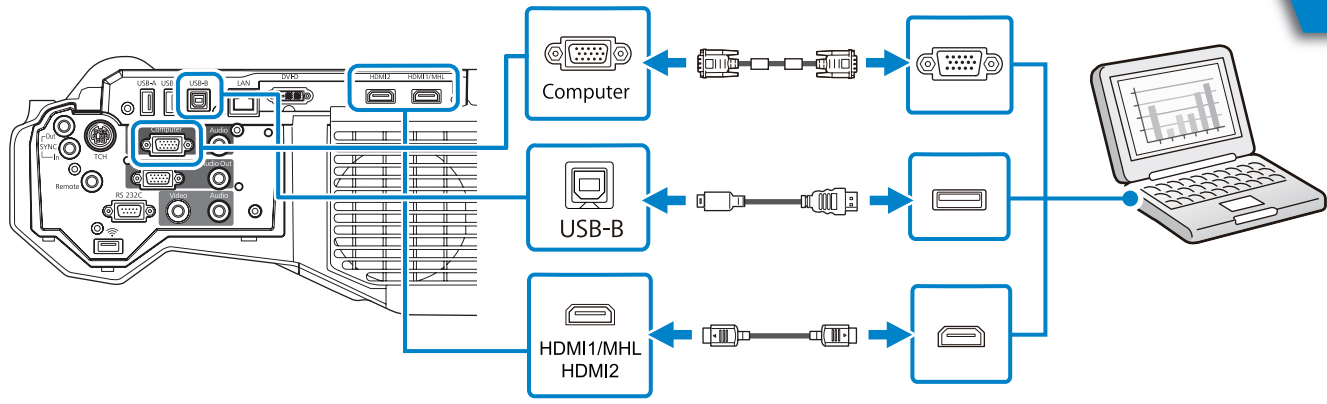 USB-A
USB
USB-B
LAN
DVI-D
HDMI2
HDMI1/MHL
Out
SYNC
In
TCH
Computer
Audio
Audio Out
Remote
RS 232C
Video
Audio
Computer
USB-B
HDMI1/MHL
HDMI2